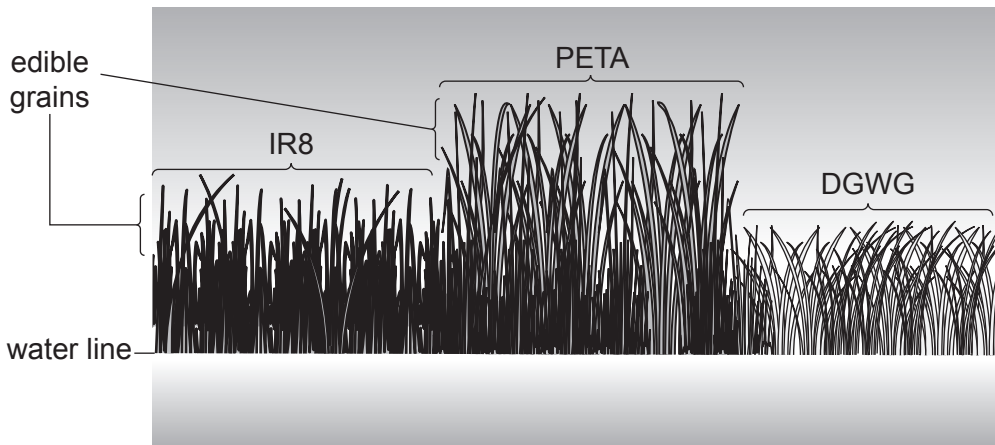 edible
grains
PETA
IR8
DGWG
water line